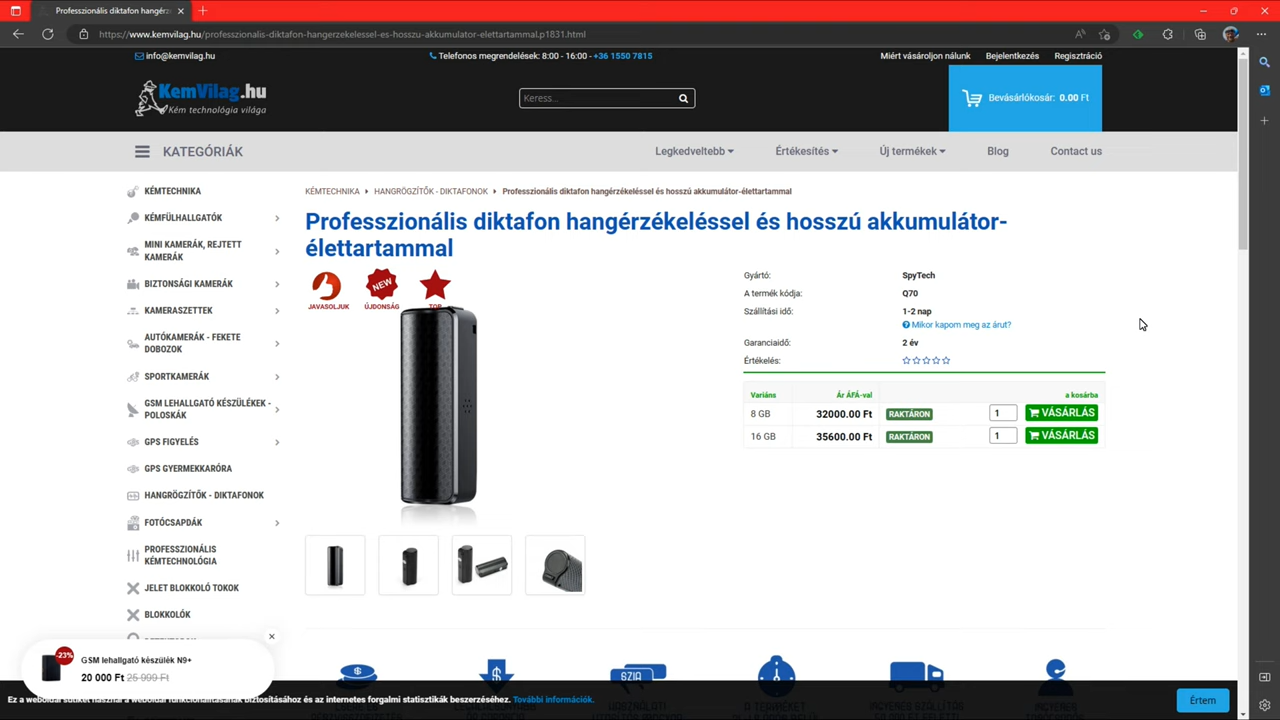 Professzionális diktafon hangérz
https://www.kemvilag.hu/professzionalis-diktafon-hangerzekelessel-es-hosszu-akkumulator-elettartammal.p1831.html
info@kemvilag.hu
Telefonos megrendelések: 8:00 - 16:00 - +36 1550 7815
Miért vásároljon nálunk
Bejelentkezés
Regisztráció
KemVilag.hu
Kém technológia világa
Keress...
Bevásárlókosár: 0.00 Ft
KATEGÓRIÁK
Legkedveltebb
Értékesítés
Új termékek
Blog
Contact us
KÉMTECHNIKA
KÉMFÜLHALLGATÓK
MINI KAMERÁK, REJTETT
KAMERÁK
BIZTONSÁGI KAMERÁK
KAMERASZETTEK
AUTÓKAMERÁK - FEKETE
DOBOZOK
SPORTKAMERÁK
GSM LEHALLGATÓ KÉSZÜLÉKEK -
POLOSKÁK
GPS FIGYELÉS
GPS GYERMEKKARÓRA
HANGRÖGZÍTŐK - DIKTAFONOK
FOTÓCSAPDÁK
PROFESSZIONÁLIS
KÉMTECHNOLÓGIA
JELET BLOKKOLÓ TOKOK
BLOKKOLÓK
KÉMTECHNIKA
HANGRÖGZÍTŐK - DIKTAFONOK
Professzionális diktafon hangérzékeléssel és hosszú akkumulátor-élettartammal
Professzionális diktafon hangérzékeléssel és hosszú akkumulátor-
élettartammal
JAVASOLJUK
NEW
ÚJDONSÁG
TOP
Gyártó: SpyTech
A termék kódja: Q70
Szállítási idő: 1-2 nap
Mikor kapom meg az árut?
Garanciaidő: 2 év
Értékelés:
Variáns Ár ÁFÁ-val a kosárba
8 GB 32000.00 Ft RAKTÁRON 1 VÁSÁRLÁS
16 GB 35600.00 Ft RAKTÁRON 1 VÁSÁRLÁS
-23%
GSM lehallgató készülék N9+
20 000 Ft 25 999 Ft
Ez a weboldal sütiket használ a weboldal funkcionalitásának biztosításához és az internetes forgalmi statisztikák beszerzéséhez. További információk.
Értem